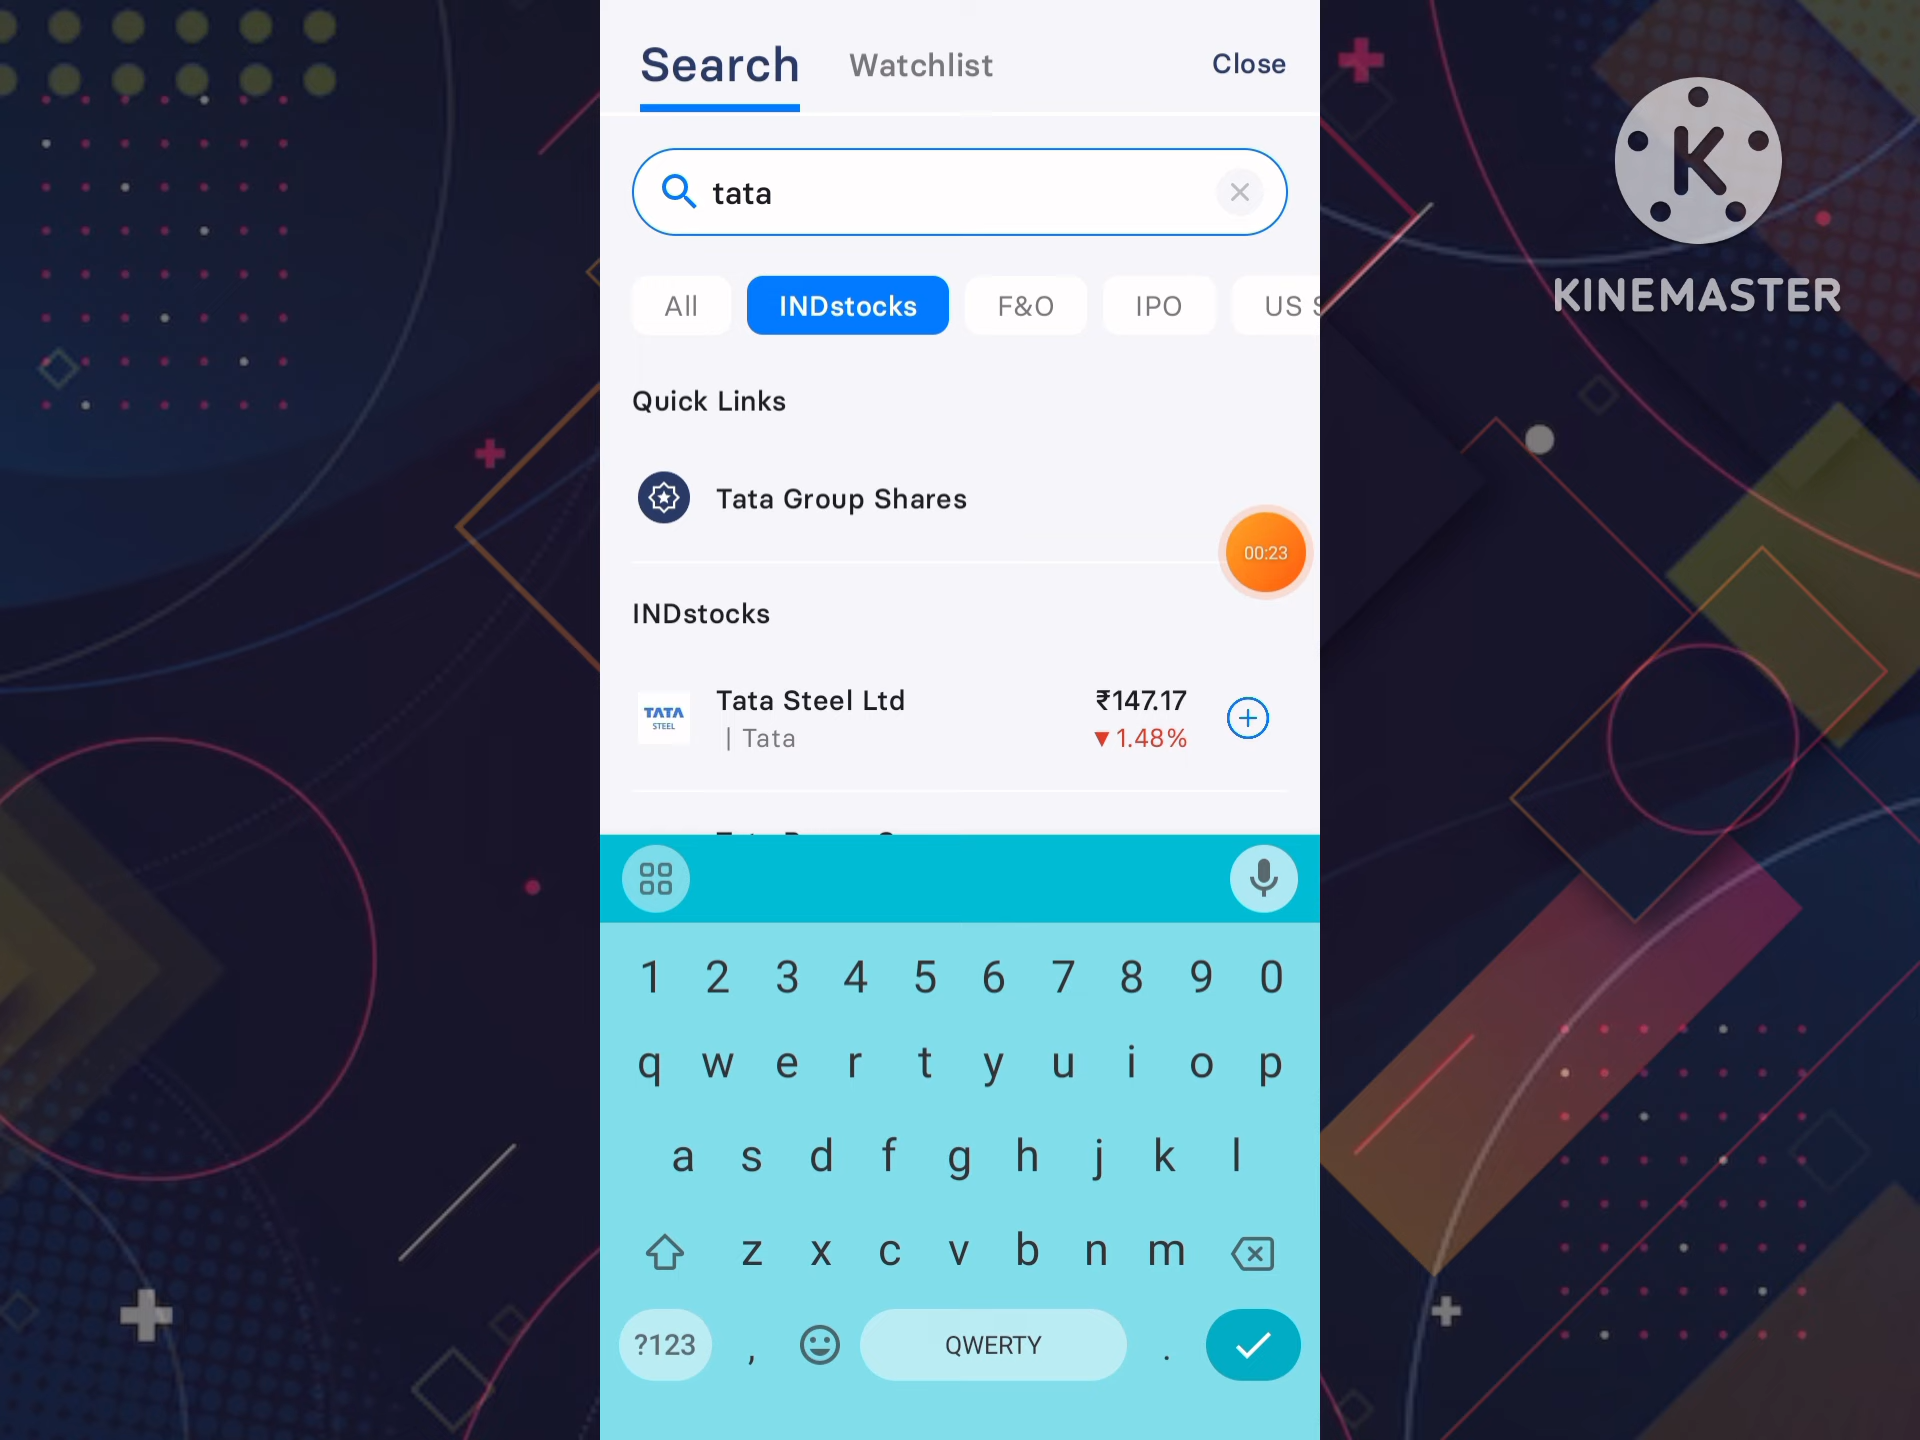 Search Watchlist Close
tata
All INDstocks F&O IPO US
Quick Links
Tata Group Shares
00:23
INDstocks
TATA
STEEL
Tata Steel Ltd ₹147.17
| Tata ▼1.48%
1 2 3 4 5 6 7 8 9 0
q w e r t y u i o p
a s d f g h j k l
z x c v b n m
?123 , QWERTY .
K
KINEMASTER